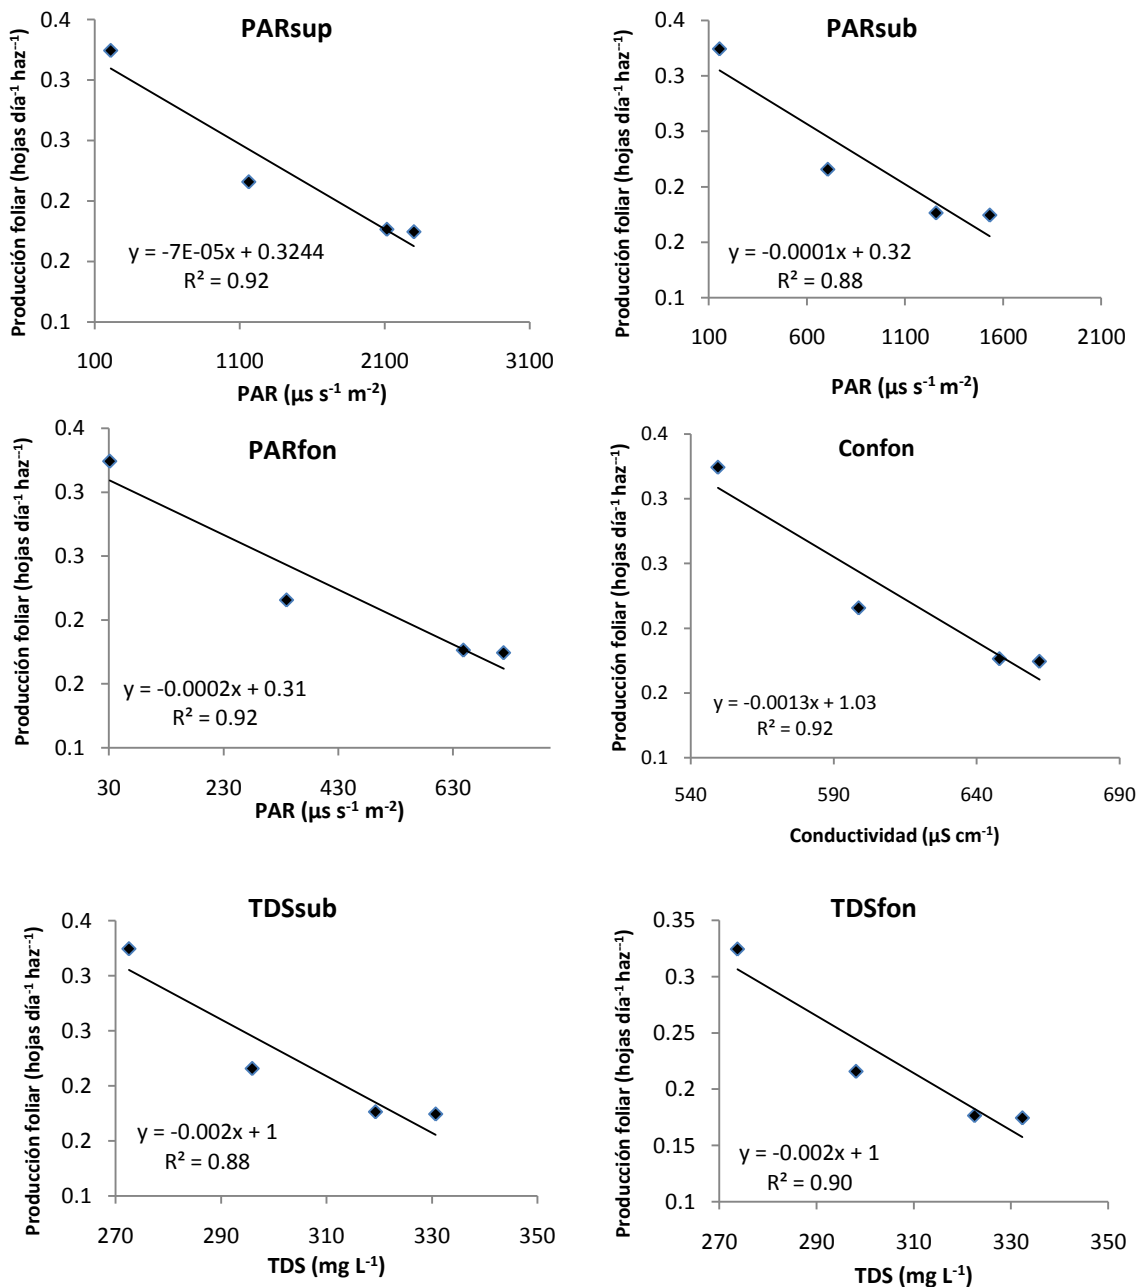 PARsup
Producción foliar (hojas día-1 haz--1)
0.4
0.3
0.3
0.2
0.2
0.1
y = -7E-05x + 0.3244
R² = 0.92
100 1100 2100 3100
PAR (µs s-1 m-2)
PARsub
Producción foliar (hojas día-1 haz--1)
0.4
0.3
0.3
0.2
0.2
0.1
y = -0.0001x + 0.32
R² = 0.88
100 600 1100 1600 2100
PAR (µs s-1 m-2)
PARfon
Producción foliar (hojas día-1 haz--1)
0.4
0.3
0.3
0.2
0.2
0.1
y = -0.0002x + 0.31
R² = 0.92
30 230 430 630
PAR (µs s-1 m-2)
Confon
Producción foliar (hojas día-1 haz--1)
0.4
0.3
0.3
0.2
0.2
0.1
y = -0.0013x + 1.03
R² = 0.92
540 590 640 690
Conductividad (µS cm-1)
TDSsub
Producción foliar (hojas día-1 haz--1)
0.4
0.3
0.3
0.2
0.2
0.1
y = -0.002x + 1
R² = 0.88
270 290 310 330 350
TDS (mg L-1)
TDSfon
Producción foliar (hojas día-1 haz--1)
0.35
0.3
0.25
0.2
0.15
0.1
y = -0.002x + 1
R² = 0.90
270 290 310 330 350
TDS (mg L-1)